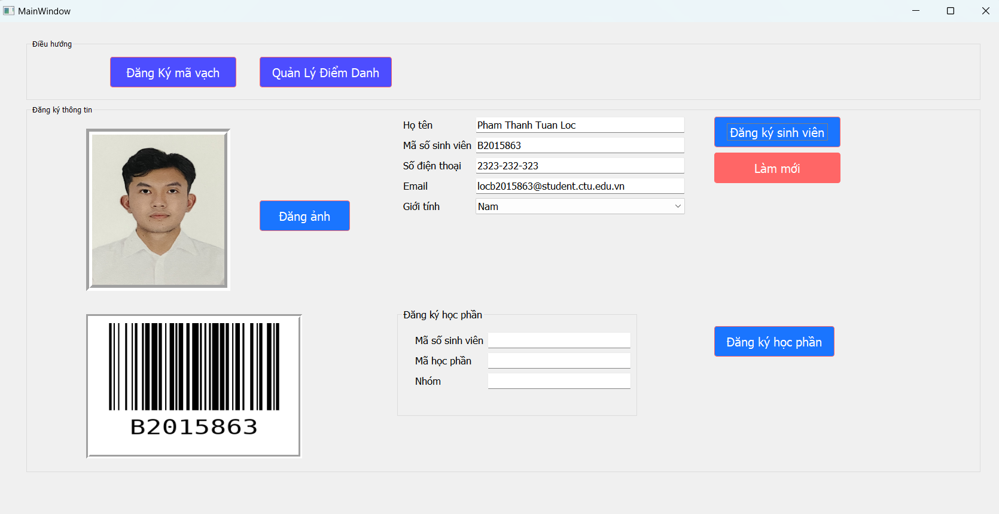 MainWindow
Điều hướng
Đăng Ký mã vạch
Quản Lý Điểm Danh
Đăng ký thông tin
Họ tên
Pham Thanh Tuan Loc
Mã số sinh viên
B2015863
Số điện thoại
2323-232-323
Email
locb2015863@student.ctu.edu.vn
Giới tính
Nam
Đăng ký sinh viên
Làm mới
Đăng ảnh
B2015863
Đăng ký học phần
Mã số sinh viên
Mã học phần
Nhóm
Đăng ký học phần